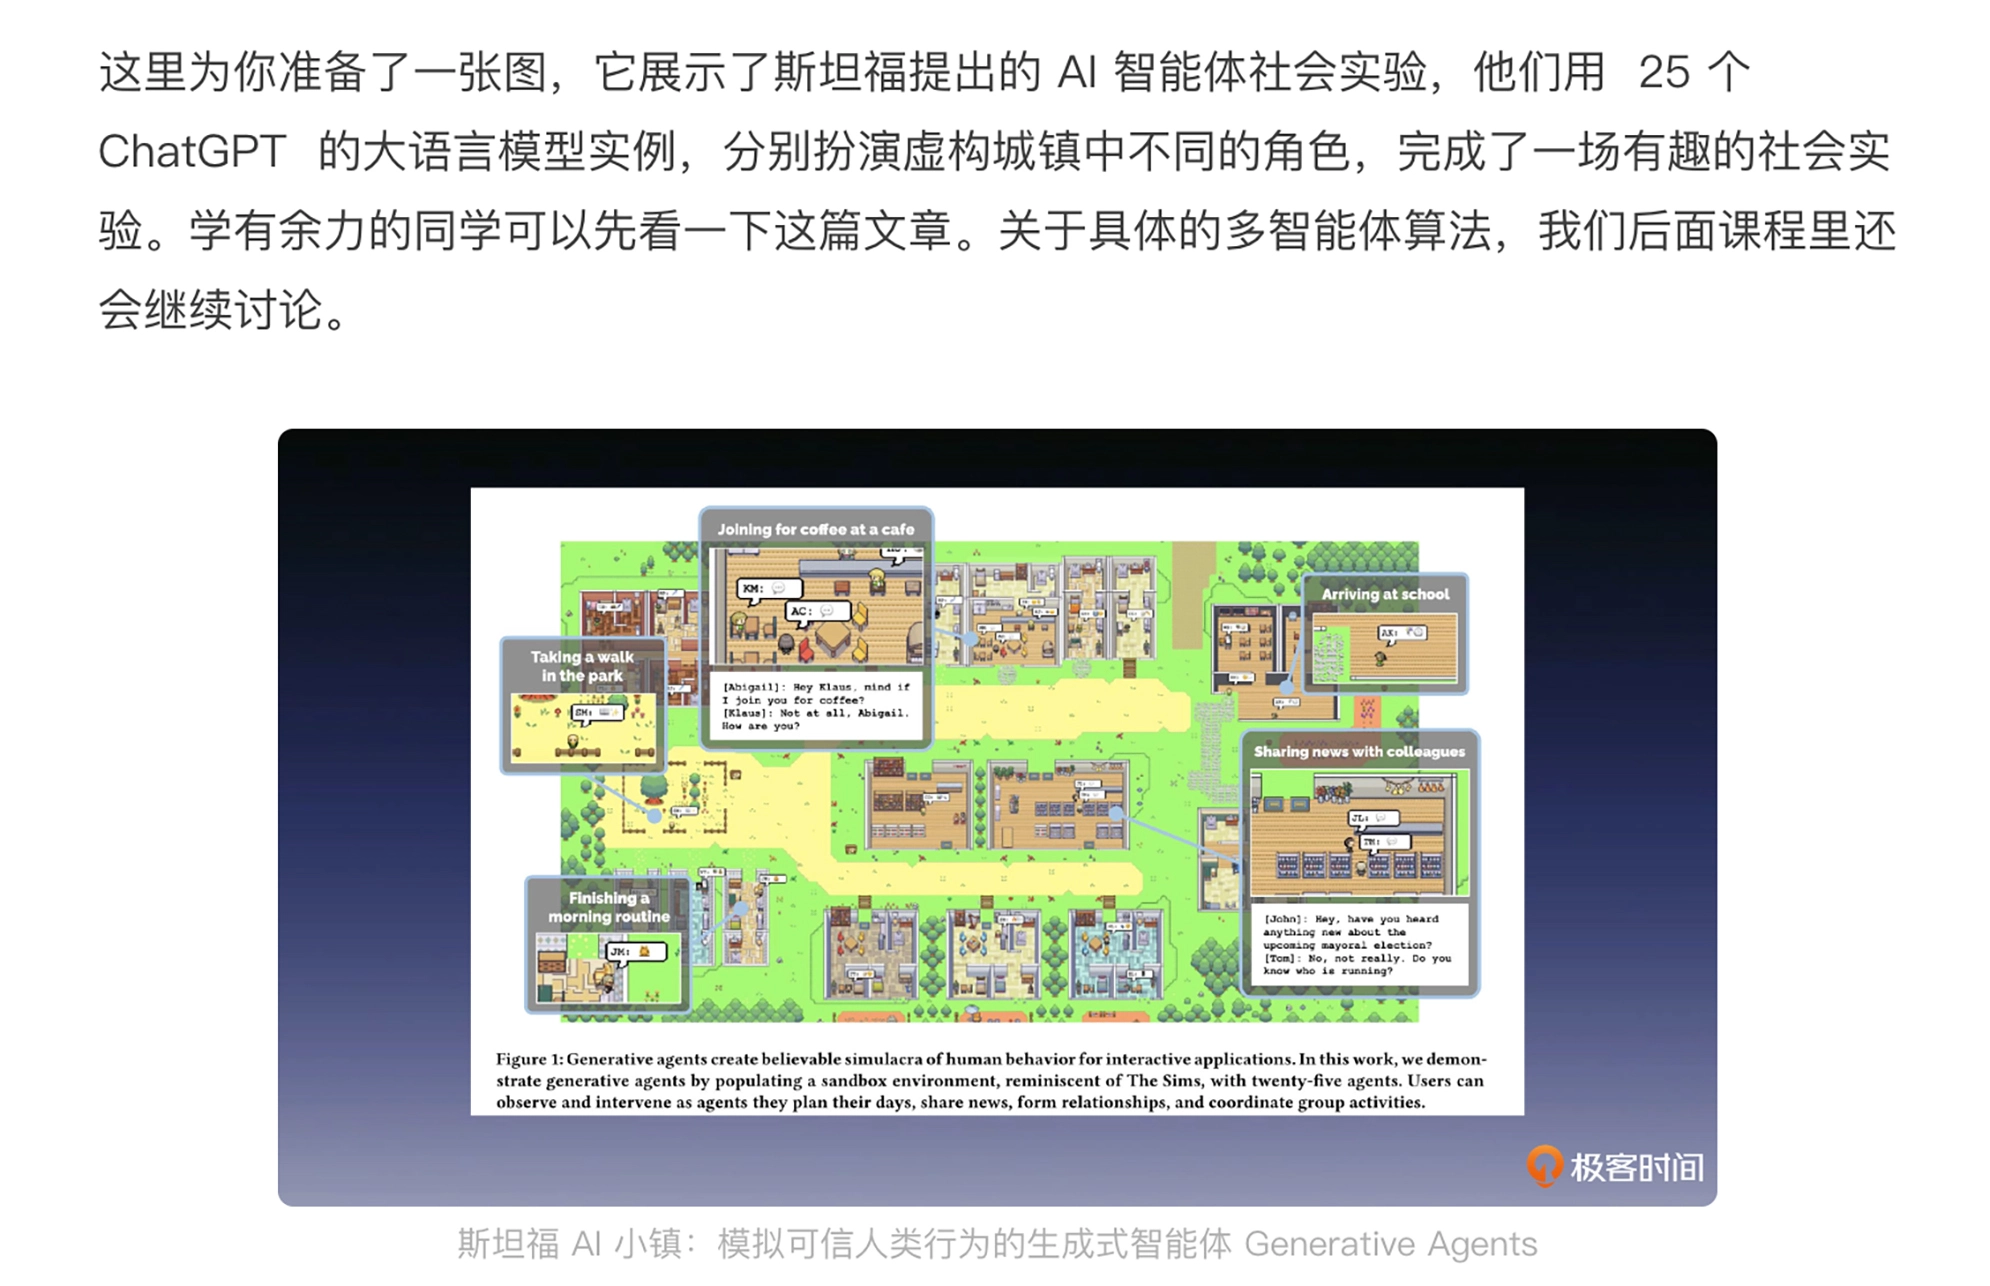 这里为你准备了一张图，它展示了斯坦福提出的 AI 智能体社会实验，他们用 25 个
ChatGPT 的大语言模型实例，分别扮演虚构城镇中不同的角色，完成了一场有趣的社会实
验。学有余力的同学可以先看一下这篇文章。关于具体的多智能体算法，我们后面课程里还
会继续讨论。
Joining for coffee at a cafe
KM:
AC:
[Abigail]: Hey Klaus, mind if
I join you for coffee?
[Klaus]: Not at all, Abigail.
How are you?
Arriving at school
AK:
Taking a walk
in the park
SM:
Sharing news with colleagues
JL:
TM:
[John]: Hey, have you heard
anything new about the
upcoming mayoral election?
[Tom]: No, not really. Do you
know who is running?
Finishing a
morning routine
JM:
Figure 1: Generative agents create believable simulacra of human behavior for interactive applications. In this work, we demon-
strate generative agents by populating a sandbox environment, reminiscent of The Sims, with twenty-five agents. Users can
observe and intervene as agents they plan their days, share news, form relationships, and coordinate group activities.
极客时间
斯坦福 AI 小镇：模拟可信人类行为的生成式智能体 Generative Agents